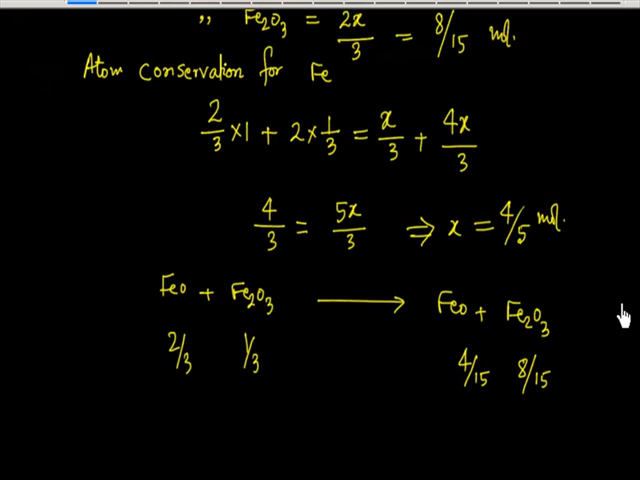 ,, Fe₂O₃ = 2x/3 = 8/15 mol.
Atom conservation for Fe
2/3 ×1 + 2 × 1/3 = x/3 + 4x/3
4/3 = 5x/3 ⇒ x = 4/5 mol.
FeO + Fe₂O₃ ⟶ FeO + Fe₂O₃
2/3 1/3 4/15 8/15